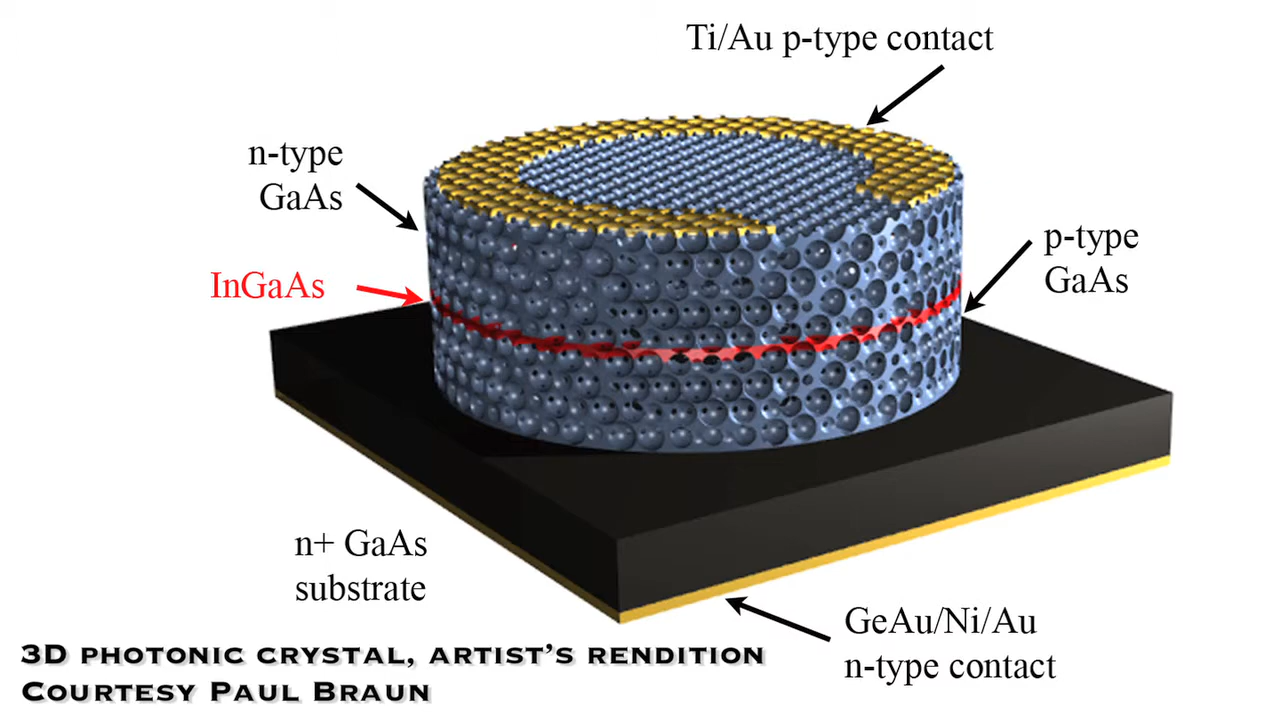 Ti/Au p-type contact
n-type
GaAs
p-type
GaAs
InGaAs
n+ GaAs
substrate
GeAu/Ni/Au
n-type contact
3D photonic crystal, artist's rendition
Courtesy Paul Braun